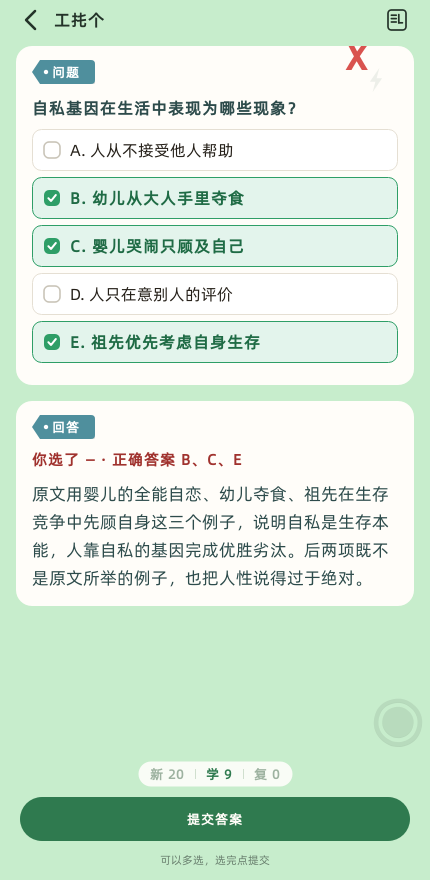 工扥个
X
问题
自私基因在生活中表现为哪些现象？
A. 人从不接受他人帮助
B. 幼儿从大人手里夺食
C. 婴儿哭闹只顾及自己
D. 人只在意别人的评价
E. 祖先优先考虑自身生存
回答
你选了 – · 正确答案 B、C、E
原文用婴儿的全能自恋、幼儿夺食、祖先在生存
竞争中先顾自身这三个例子，说明自私是生存本
能，人靠自私的基因完成优胜劣汰。后两项既不
是原文所举的例子，也把人性说得过于绝对。
新 20 学 9 复 0
提交答案
可以多选，选完点提交